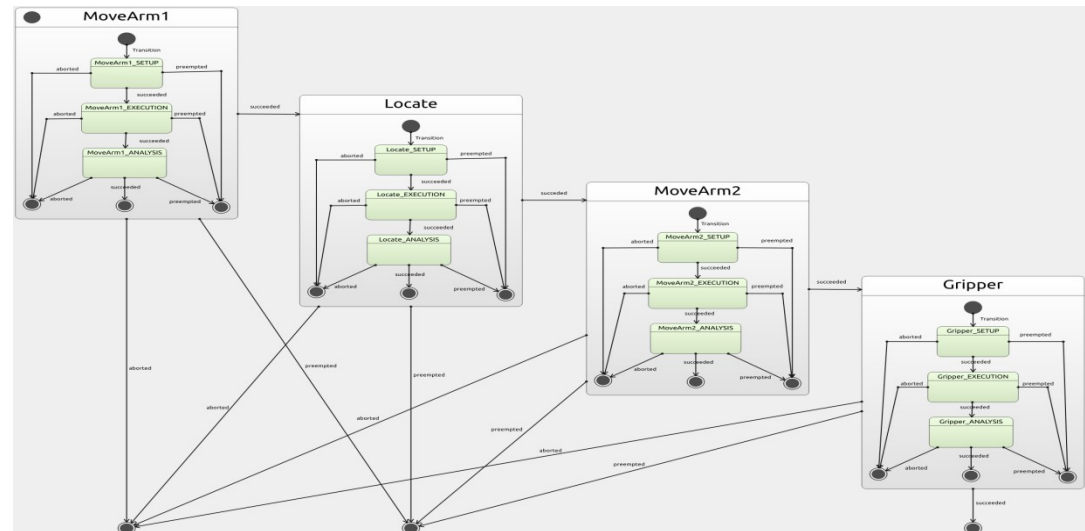 MoveArm1
Transition
MoveArm1_SETUP
aborted
preempted
succeeded
MoveArm1_EXECUTION
aborted
preempted
succeeded
MoveArm1_ANALYSIS
aborted
succeeded
preempted
succeeded
Locate
Transition
Locate_SETUP
aborted
preempted
succeeded
Locate_EXECUTION
aborted
preempted
succeeded
Locate_ANALYSIS
aborted
succeeded
preempted
succeded
MoveArm2
Transition
MoveArm2_SETUP
aborted
preempted
succeeded
MoveArm2_EXECUTION
aborted
preempted
succeeded
MoveArm2_ANALYSIS
aborted
succeeded
preempted
succeeded
Gripper
Transition
Gripper_SETUP
aborted
preempted
succeeded
Gripper_EXECUTION
aborted
preempted
succeeded
Gripper_ANALYSIS
aborted
succeeded
preempted
aborted
preempted
aborted
preempted
aborted
preempted
aborted
preempted
succeeded